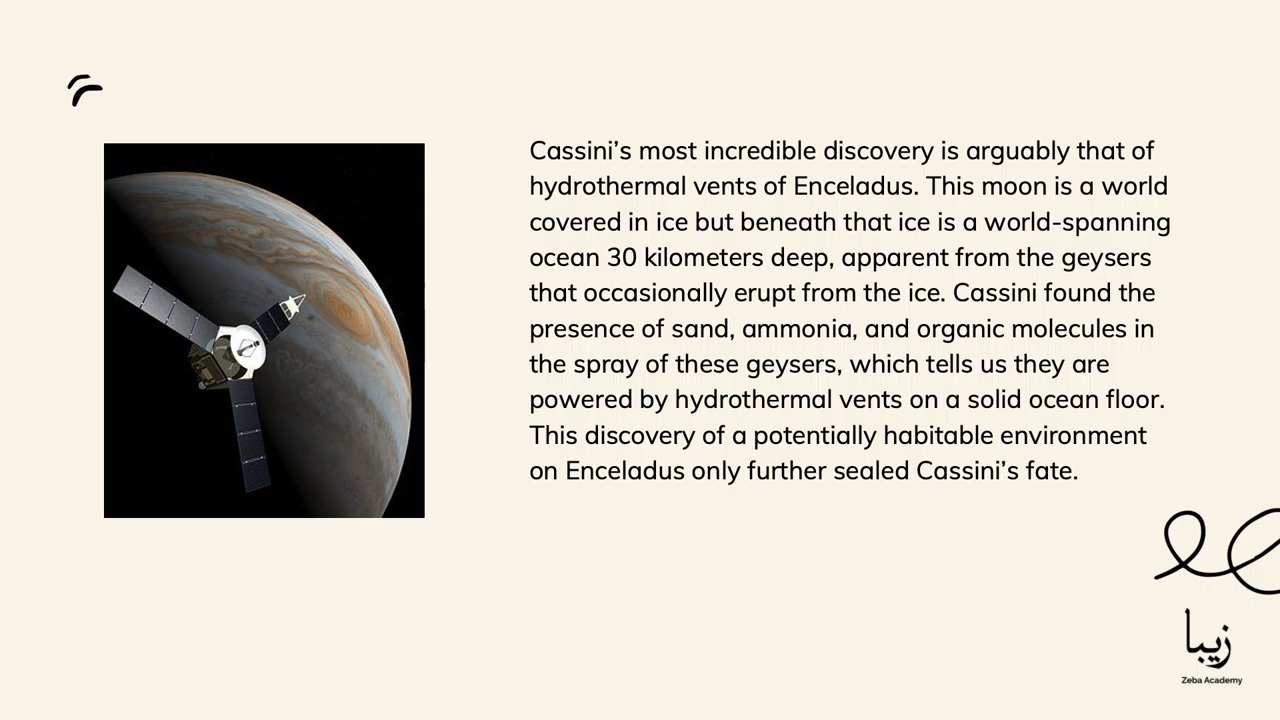 Cassini’s most incredible discovery is arguably that of
hydrothermal vents of Enceladus. This moon is a world
covered in ice but beneath that ice is a world-spanning
ocean 30 kilometers deep, apparent from the geysers
that occasionally erupt from the ice. Cassini found the
presence of sand, ammonia, and organic molecules in
the spray of these geysers, which tells us they are
powered by hydrothermal vents on a solid ocean floor.
This discovery of a potentially habitable environment
on Enceladus only further sealed Cassini’s fate.
زیبا
Zeba Academy